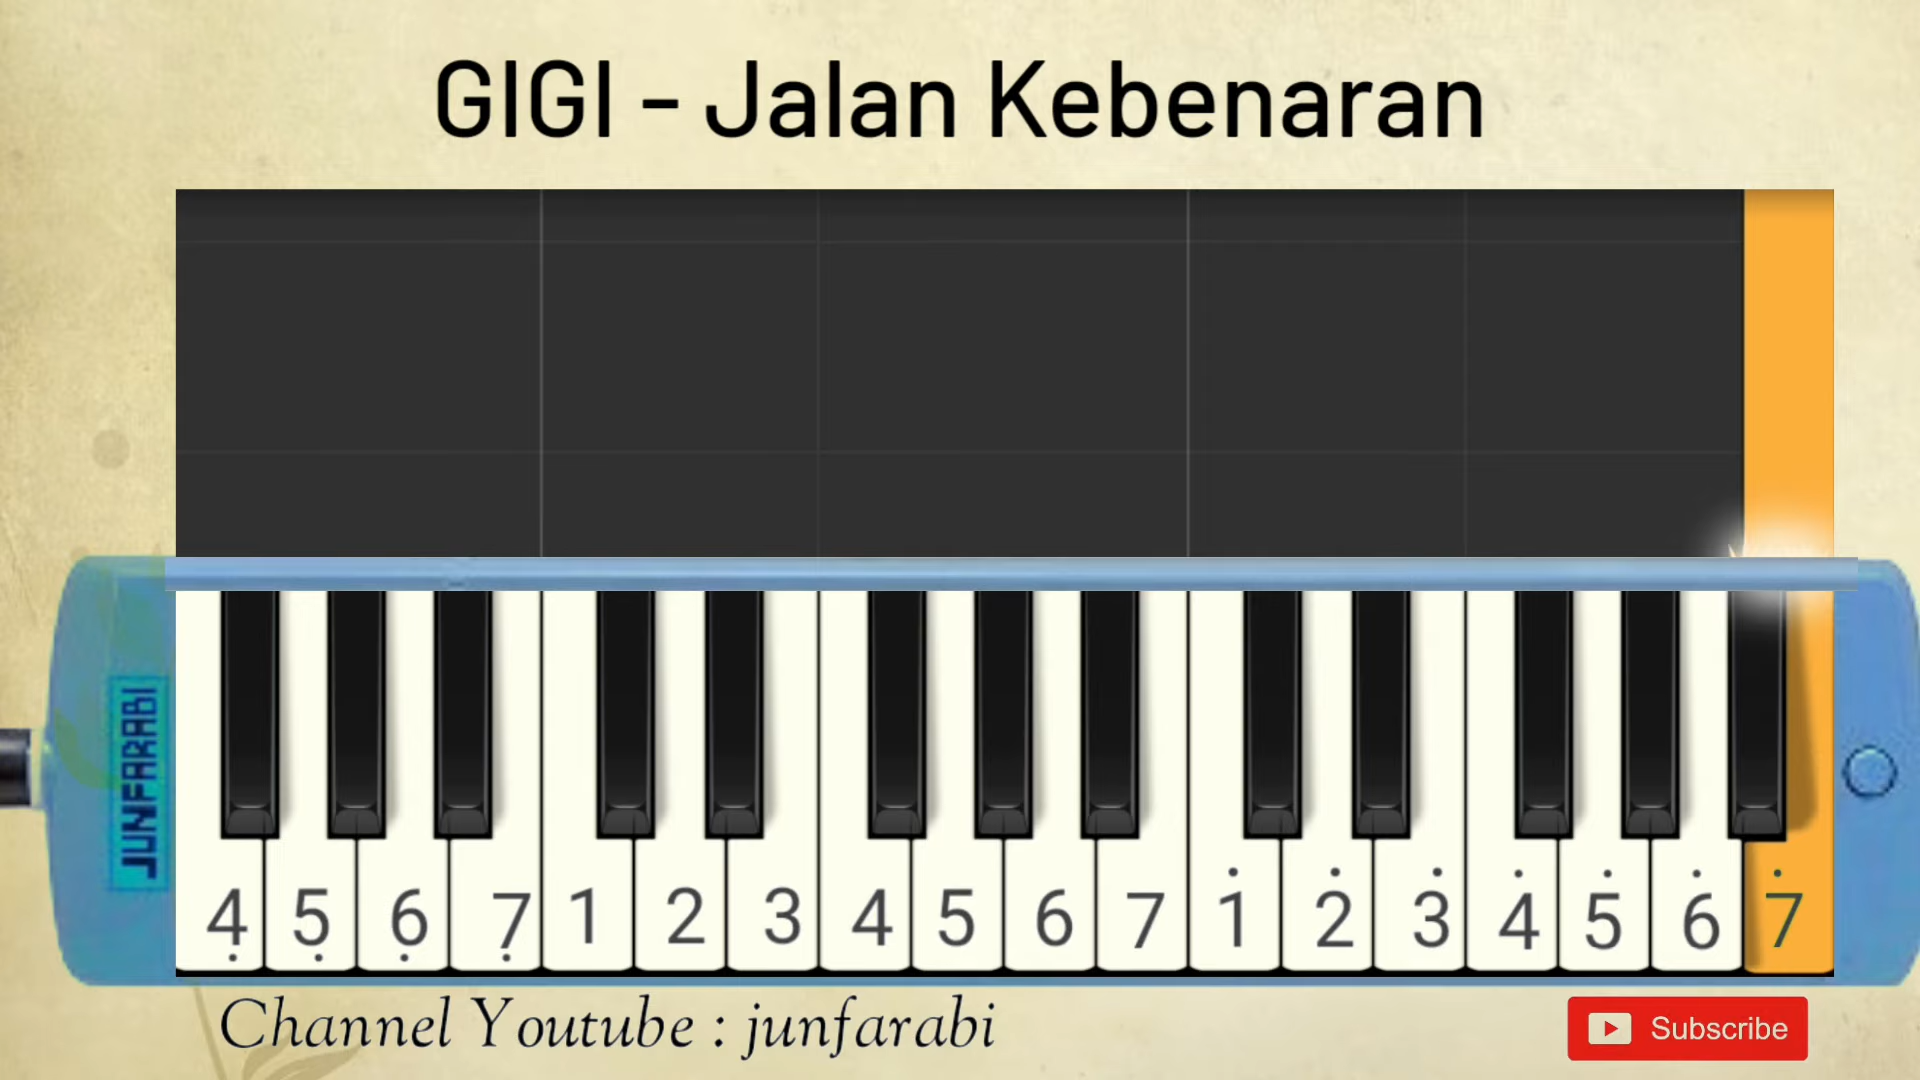 GIGI - Jalan Kebenaran
JUNFARABI
4̣ 5̣ 6̣ 7̣ 1 2 3 4 5 6 7 1̇ 2̇ 3̇ 4̇ 5̇ 6̇ 7̇
Channel Youtube : junfarabi
Subscribe